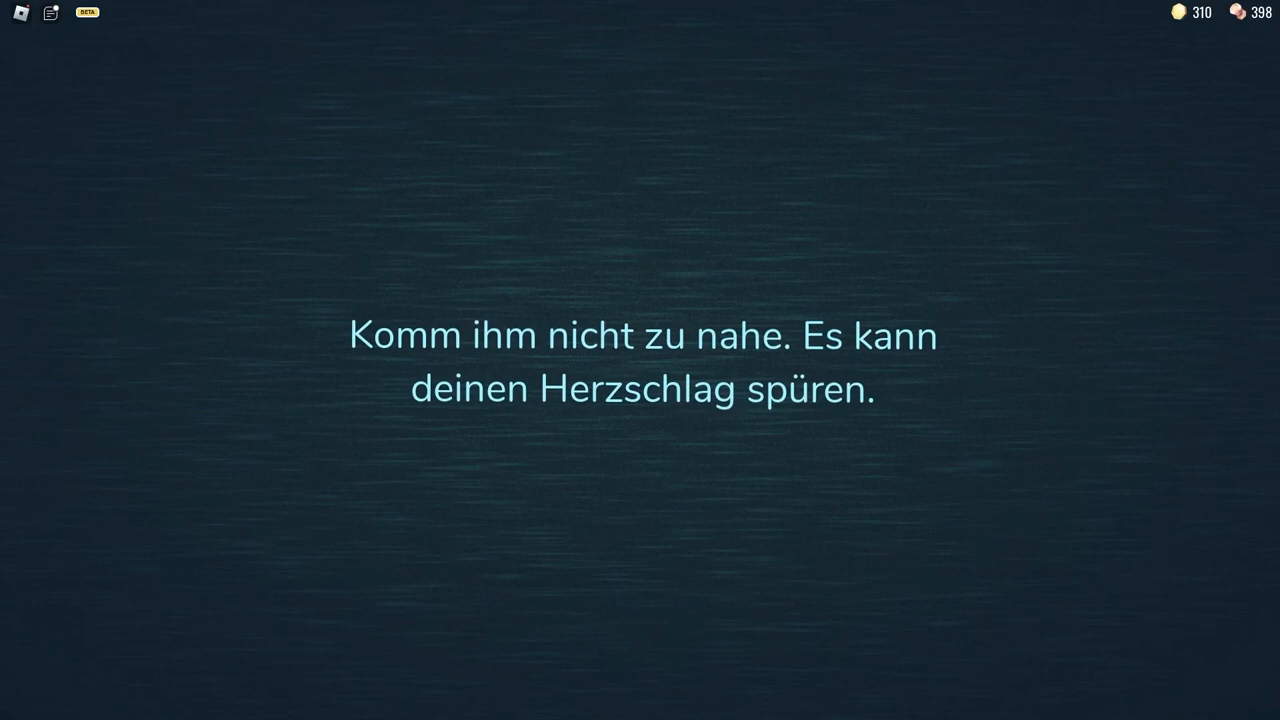 BETA
310
398
Komm ihm nicht zu nahe. Es kann
deinen Herzschlag spüren.